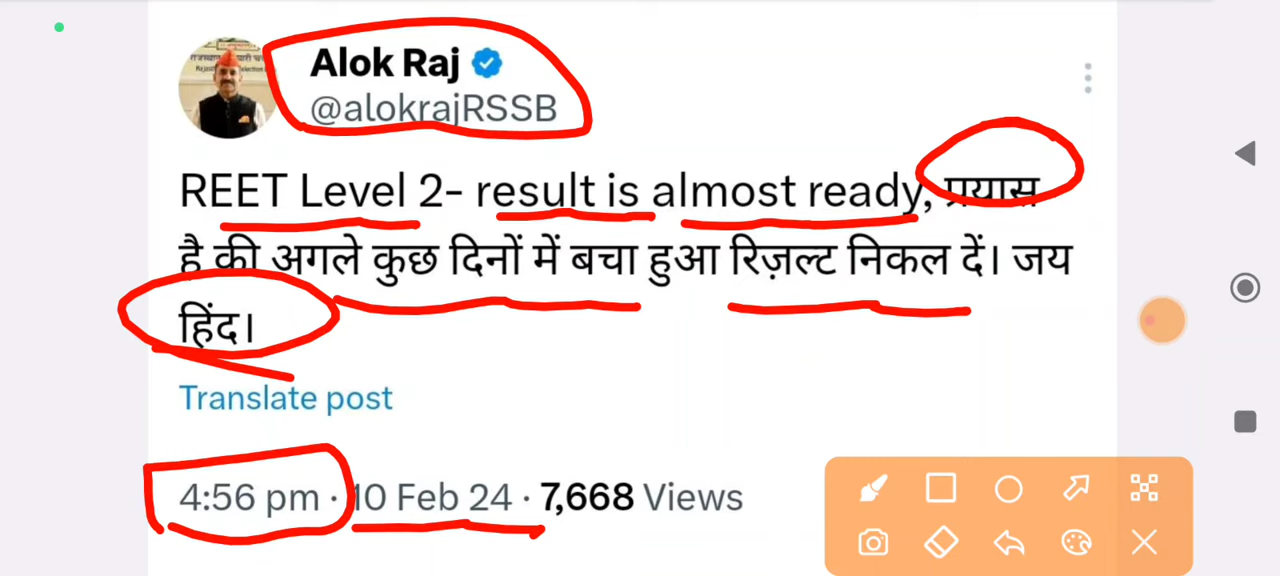 Alok Raj
@alokrajRSSB
REET Level 2- result is almost ready, प्रयास
है की अगले कुछ दिनों में बचा हुआ रिज़ल्ट निकल दें। जय
हिंद।
Translate post
4:56 pm · 10 Feb 24 · 7,668 Views